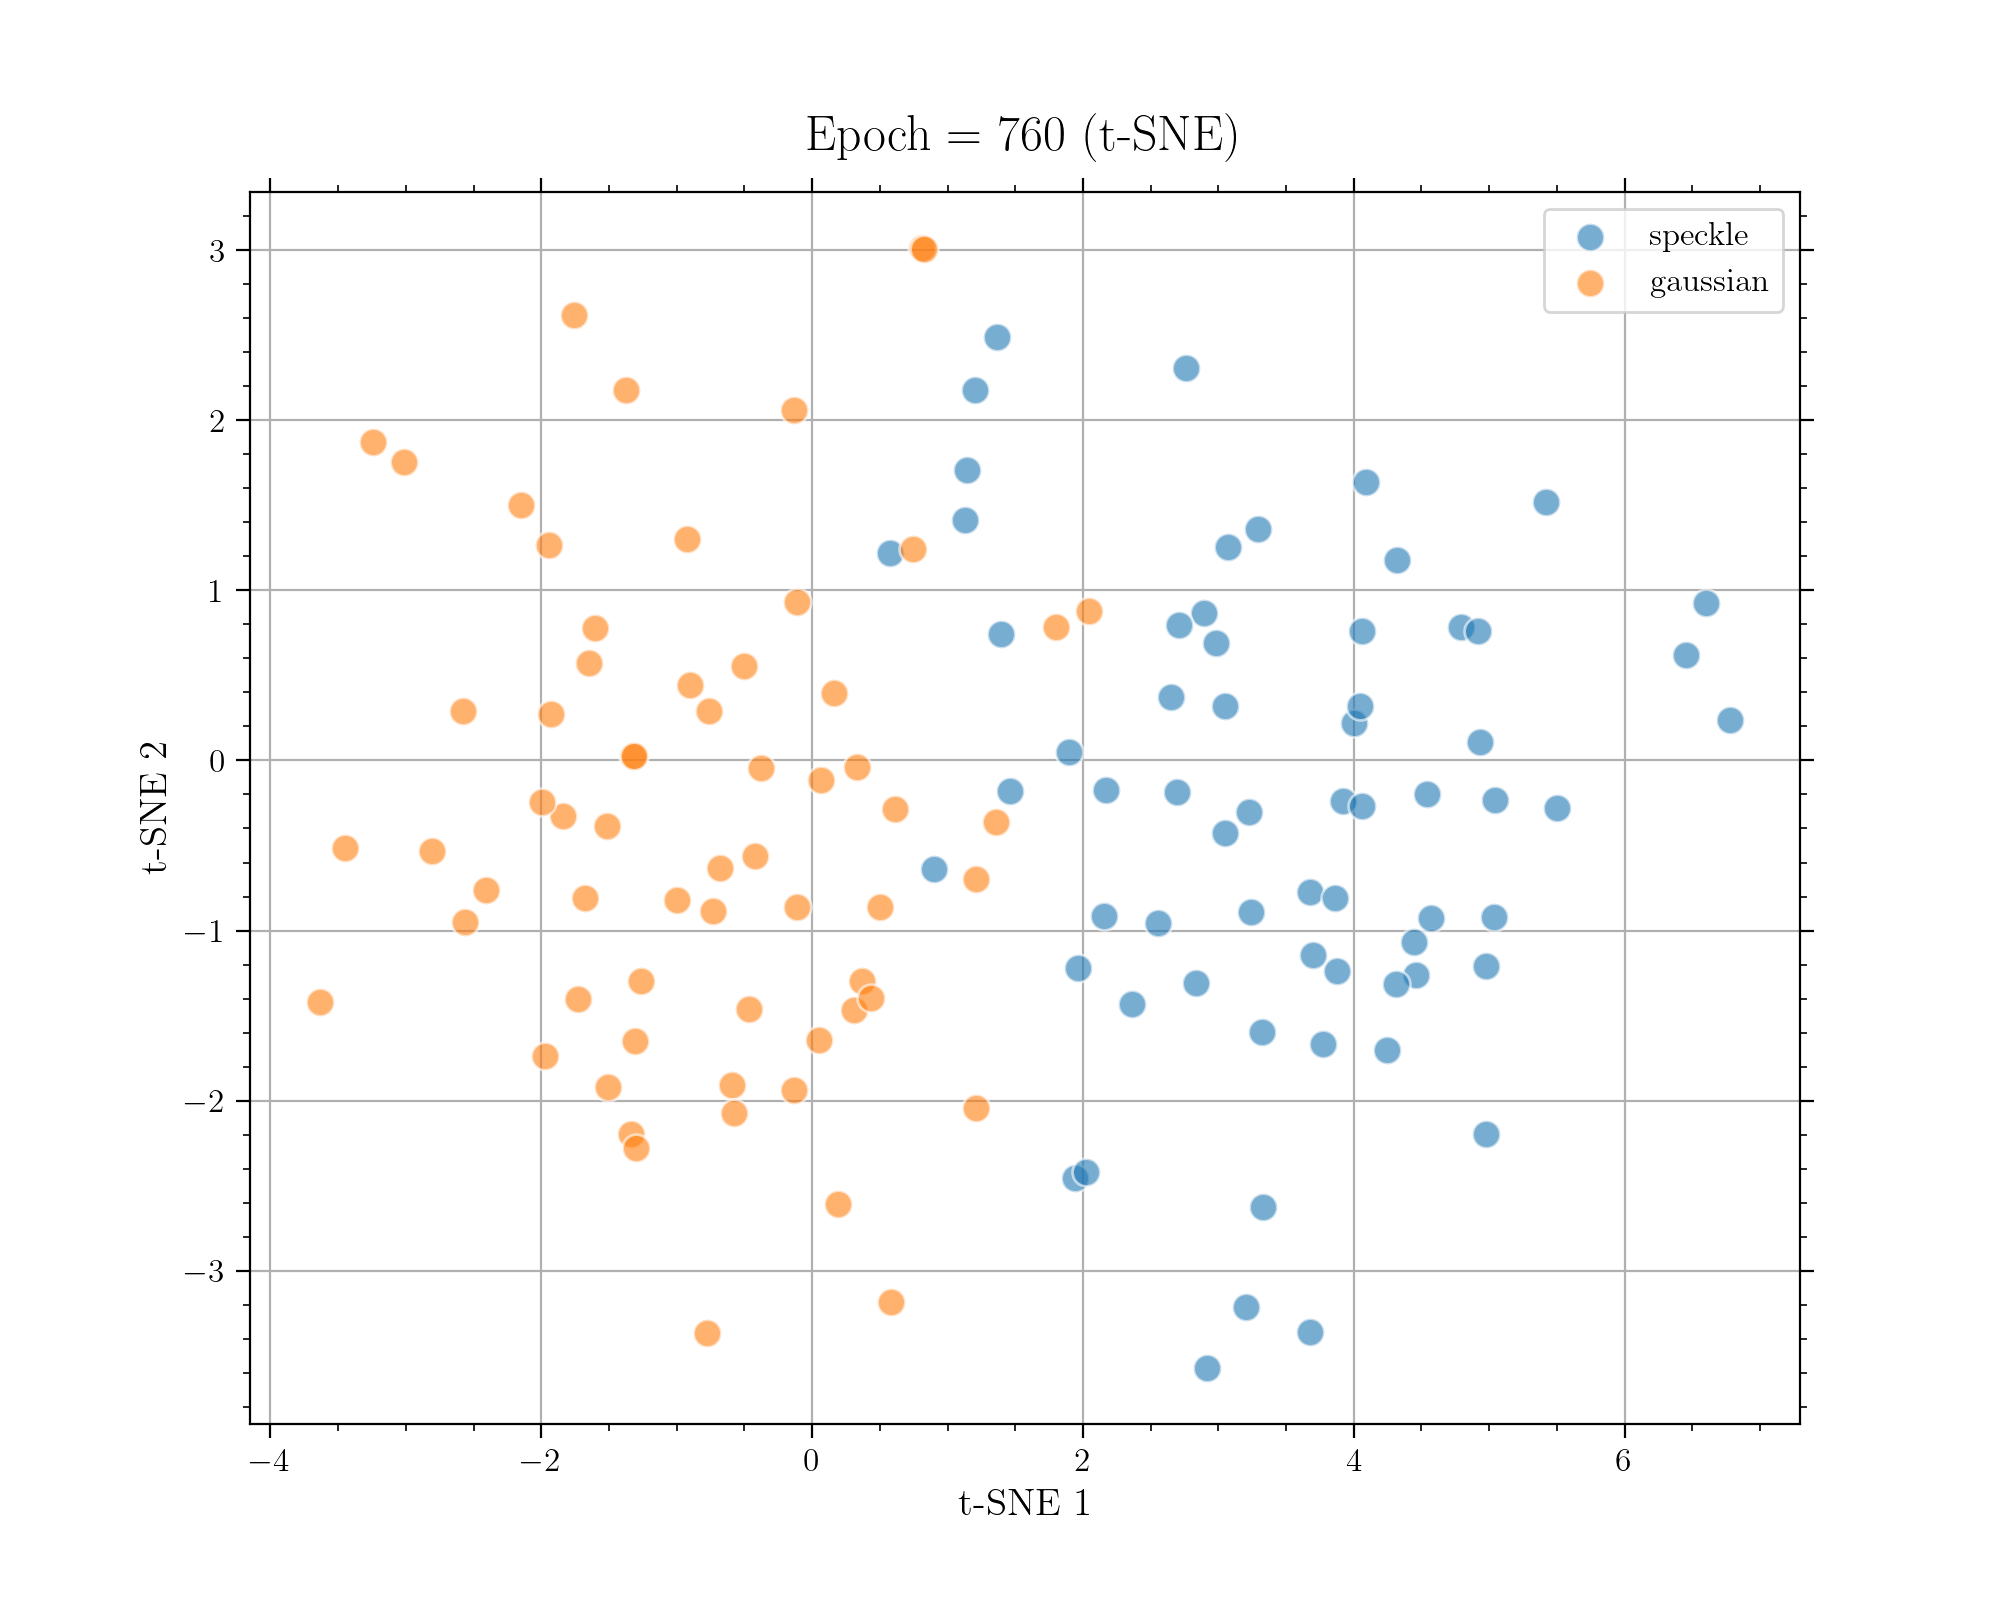 Epoch = 760 (t-SNE)
speckle
gaussian
3
2
1
0
−1
−2
−3
t-SNE 2
−4
−2
0
2
4
6
t-SNE 1